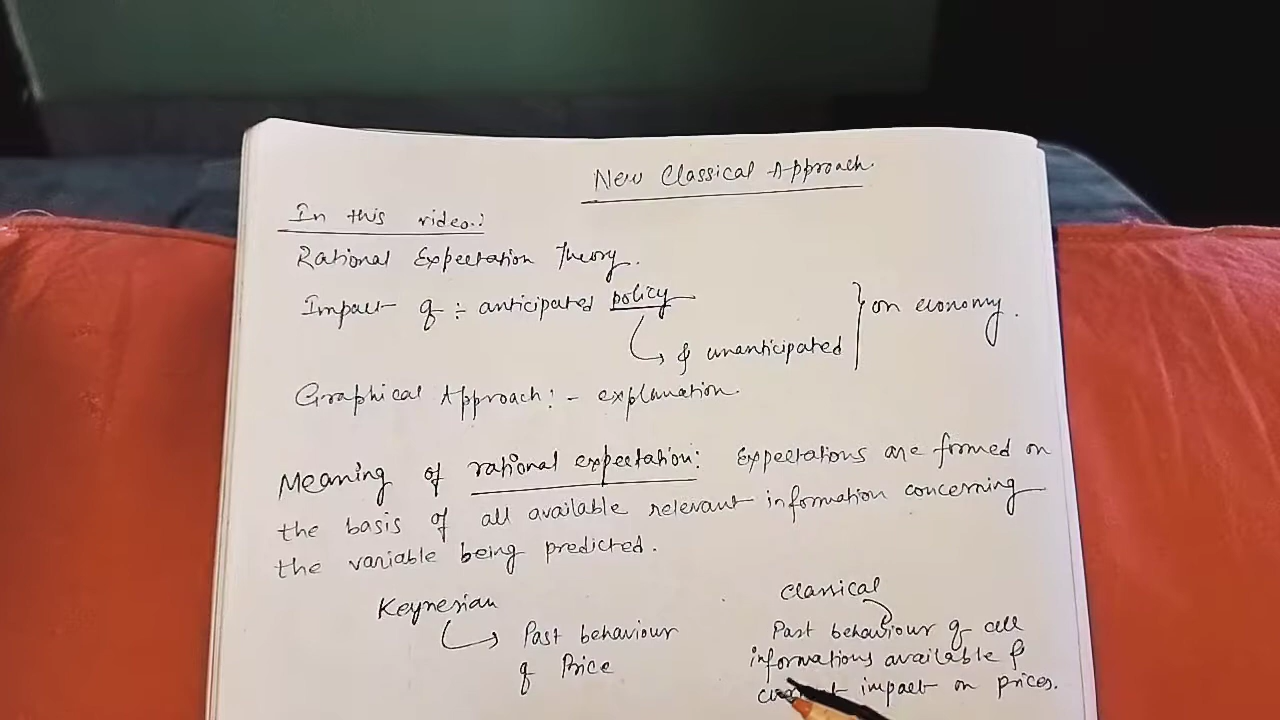 New Classical Approach.
In this video.:
Rational Expectation Theory.
Impact of :- anticipated policy
& unanticipated } on economy.
Graphical Approach:- explanation.
Meaning of rational expectation: Expectations are formed on
the basis of all available relevant information concerning
the variable being predicted.
Keynesian
Past behaviour
of Price
Classical
Past behaviour of all
informations available &
current impact on prices.